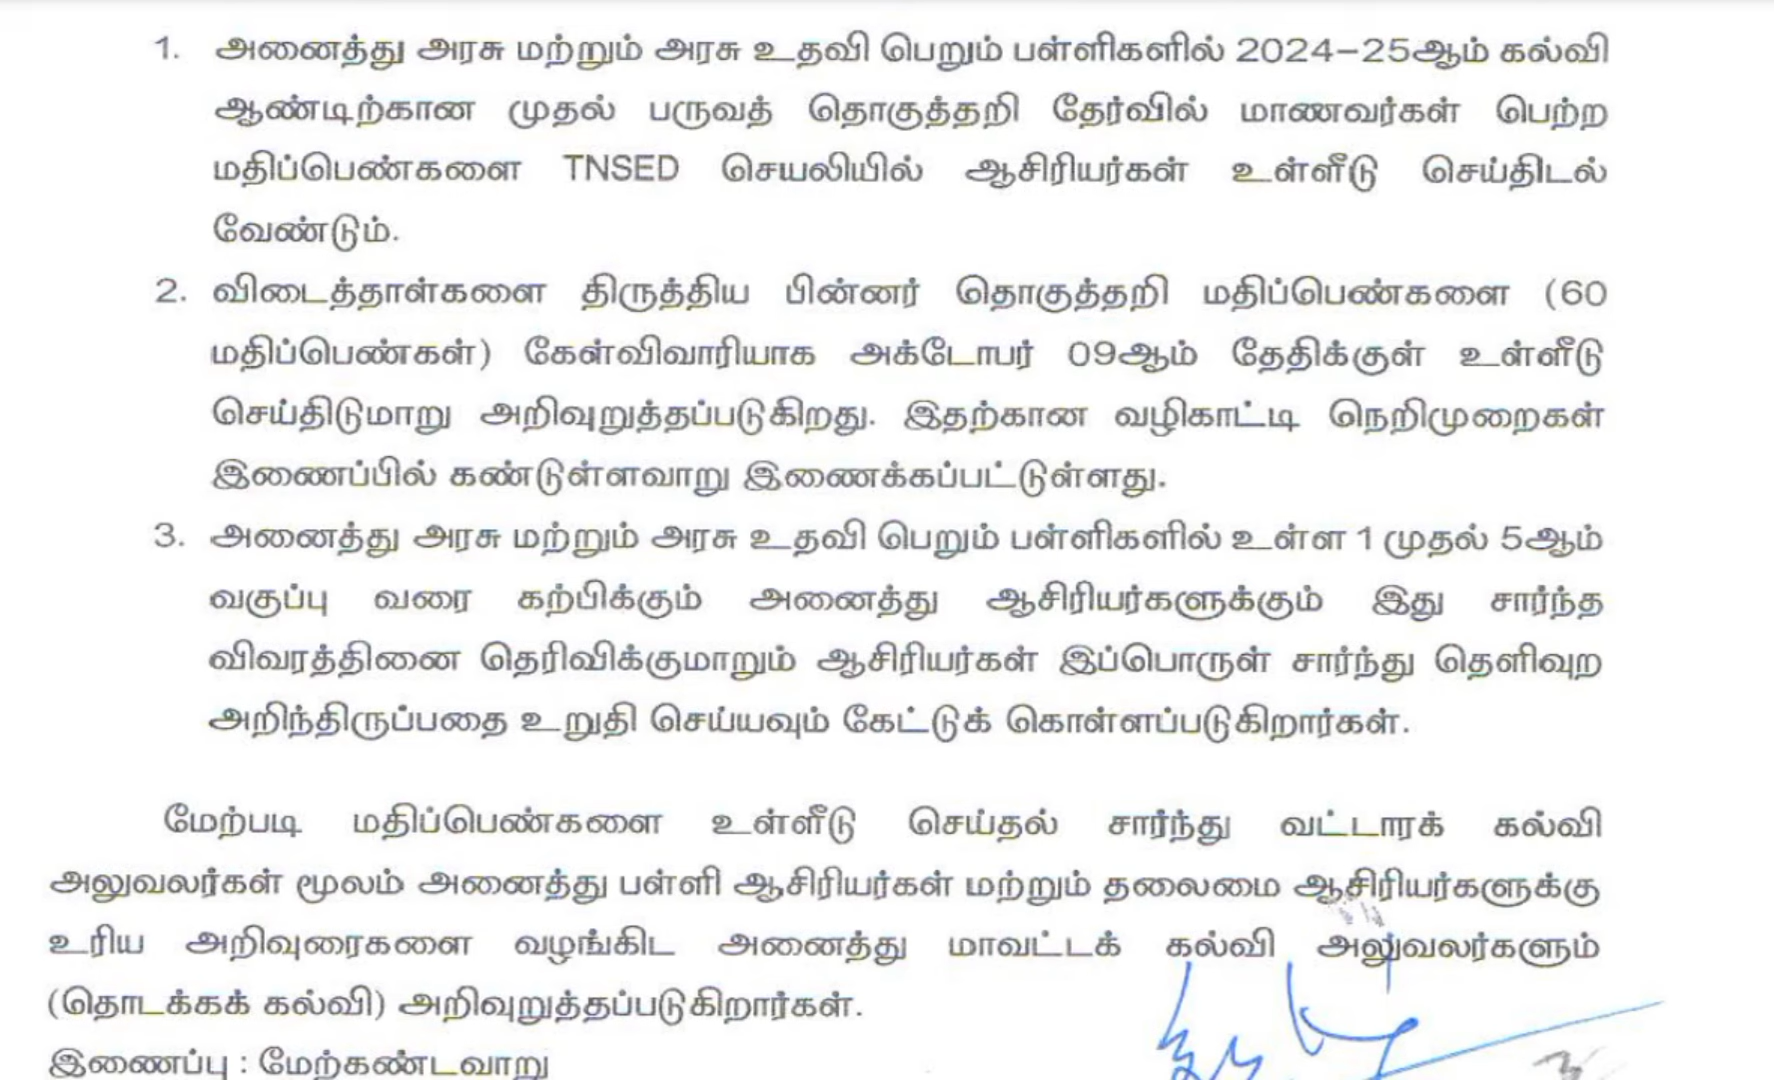 1. அனைத்து அரசு மற்றும் அரசு உதவி பெறும் பள்ளிகளில் 2024–25ஆம் கல்வி
ஆண்டிற்கான முதல் பருவத் தொகுத்தறி தேர்வில் மாணவர்கள் பெற்ற
மதிப்பெண்களை TNSED செயலியில் ஆசிரியர்கள் உள்ளீடு செய்திடல்
வேண்டும்.
2. விடைத்தாள்களை திருத்திய பின்னர் தொகுத்தறி மதிப்பெண்களை (60
மதிப்பெண்கள்) கேள்விவாரியாக அக்டோபர் 09ஆம் தேதிக்குள் உள்ளீடு
செய்திடுமாறு அறிவுறுத்தப்படுகிறது. இதற்கான வழிகாட்டி நெறிமுறைகள்
இணைப்பில் கண்டுள்ளவாறு இணைக்கப்பட்டுள்ளது.
3. அனைத்து அரசு மற்றும் அரசு உதவி பெறும் பள்ளிகளில் உள்ள 1 முதல் 5ஆம்
வகுப்பு வரை கற்பிக்கும் அனைத்து ஆசிரியர்களுக்கும் இது சார்ந்த
விவரத்தினை தெரிவிக்குமாறும் ஆசிரியர்கள் இப்பொருள் சார்ந்து தெளிவுற
அறிந்திருப்பதை உறுதி செய்யவும் கேட்டுக் கொள்ளப்படுகிறார்கள்.
மேற்படி மதிப்பெண்களை உள்ளீடு செய்தல் சார்ந்து வட்டாரக் கல்வி
அலுவலர்கள் மூலம் அனைத்து பள்ளி ஆசிரியர்கள் மற்றும் தலைமை ஆசிரியர்களுக்கு
உரிய அறிவுரைகளை வழங்கிட அனைத்து மாவட்டக் கல்வி அலுவலர்களும்
(தொடக்கக் கல்வி) அறிவுறுத்தப்படுகிறார்கள்.
இணைப்பு : மேற்கண்டவாறு